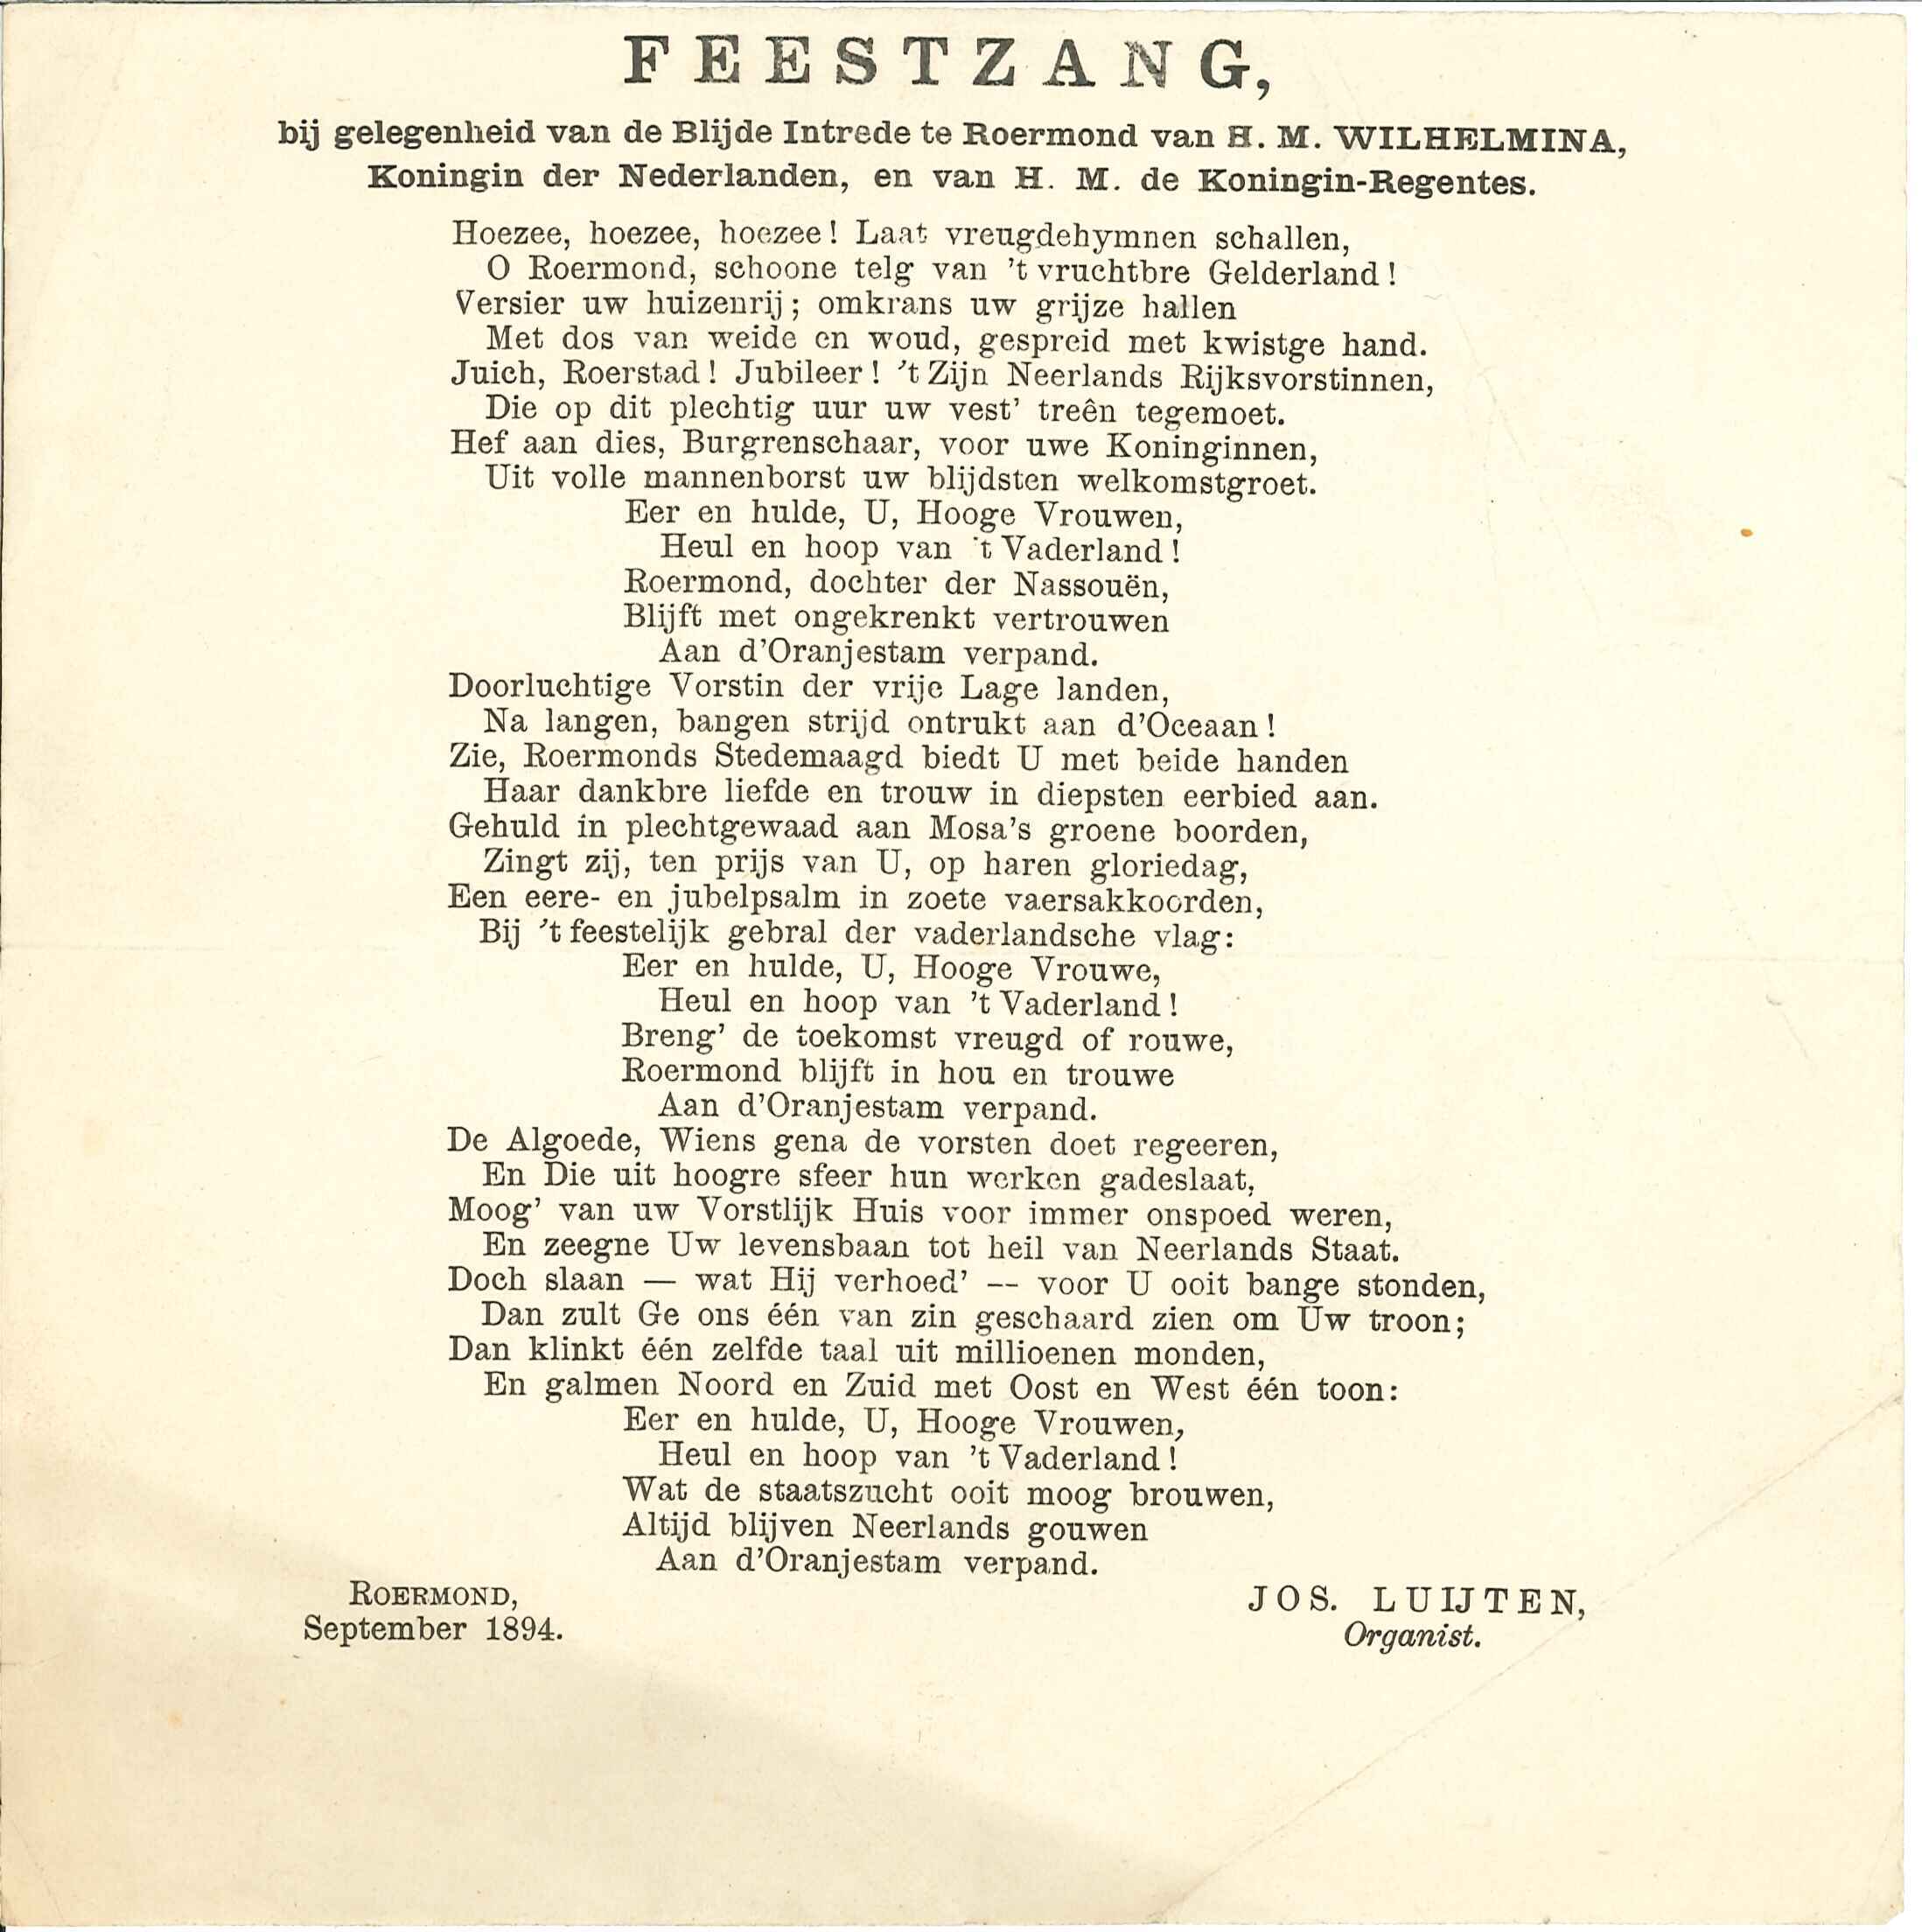 FEESTZANG,
bij gelegenheid van de Blijde Intrede te Roermond van H. M. WILHELMINA,
Koningin der Nederlanden, en van H. M. de Koningin-Regentes.
Hoezee, hoezee, hoezee! Laat vreugdehymnen schallen,
O Roermond, schoone telg van 't vruchtbre Gelderland!
Versier uw huizenrij; omkrans uw grijze hallen
Met dos van weide en woud, gespreid met kwistge hand.
Juich, Roerstad! Jubileer! 't Zijn Neerlands Rijksvorstinnen,
Die op dit plechtig uur uw vest' treên tegemoet.
Hef aan dies, Burgrenschaar, voor uwe Koninginnen,
Uit volle mannenborst uw blijdsten welkomstgroet.
Eer en hulde, U, Hooge Vrouwen,
Heul en hoop van 't Vaderland!
Roermond, dochter der Nassouën,
Blijft met ongekrenkt vertrouwen
Aan d'Oranjestam verpand.
Doorluchtige Vorstin der vrije Lage landen,
Na langen, bangen strijd ontrukt aan d'Oceaan!
Zie, Roermonds Stedemaagd biedt U met beide handen
Haar dankbre liefde en trouw in diepsten eerbied aan.
Gehuld in plechtgewaad aan Mosa's groene boorden,
Zingt zij, ten prijs van U, op haren gloriedag,
Een eere- en jubelpsalm in zoete vaersakkoorden,
Bij 't feestelijk gebral der vaderlandsche vlag:
Eer en hulde, U, Hooge Vrouwe,
Heul en hoop van 't Vaderland!
Breng' de toekomst vreugd of rouwe,
Roermond blijft in hou en trouwe
Aan d'Oranjestam verpand.
De Algoede, Wiens gena de vorsten doet regeeren,
En Die uit hoogre sfeer hun werken gadeslaat,
Moog' van uw Vorstlijk Huis voor immer onspoed weren,
En zeegne Uw levensbaan tot heil van Neerlands Staat.
Doch slaan — wat Hij verhoed' -- voor U ooit bange stonden,
Dan zult Ge ons één van zin geschaard zien om Uw troon;
Dan klinkt één zelfde taal uit millioenen monden,
En galmen Noord en Zuid met Oost en West één toon:
Eer en hulde, U, Hooge Vrouwen,
Heul en hoop van 't Vaderland!
Wat de staatszucht ooit moog brouwen,
Altijd blijven Neerlands gouwen
Aan d'Oranjestam verpand.
ROERMOND,
September 1894.
JOS. LUIJTEN,
Organist.